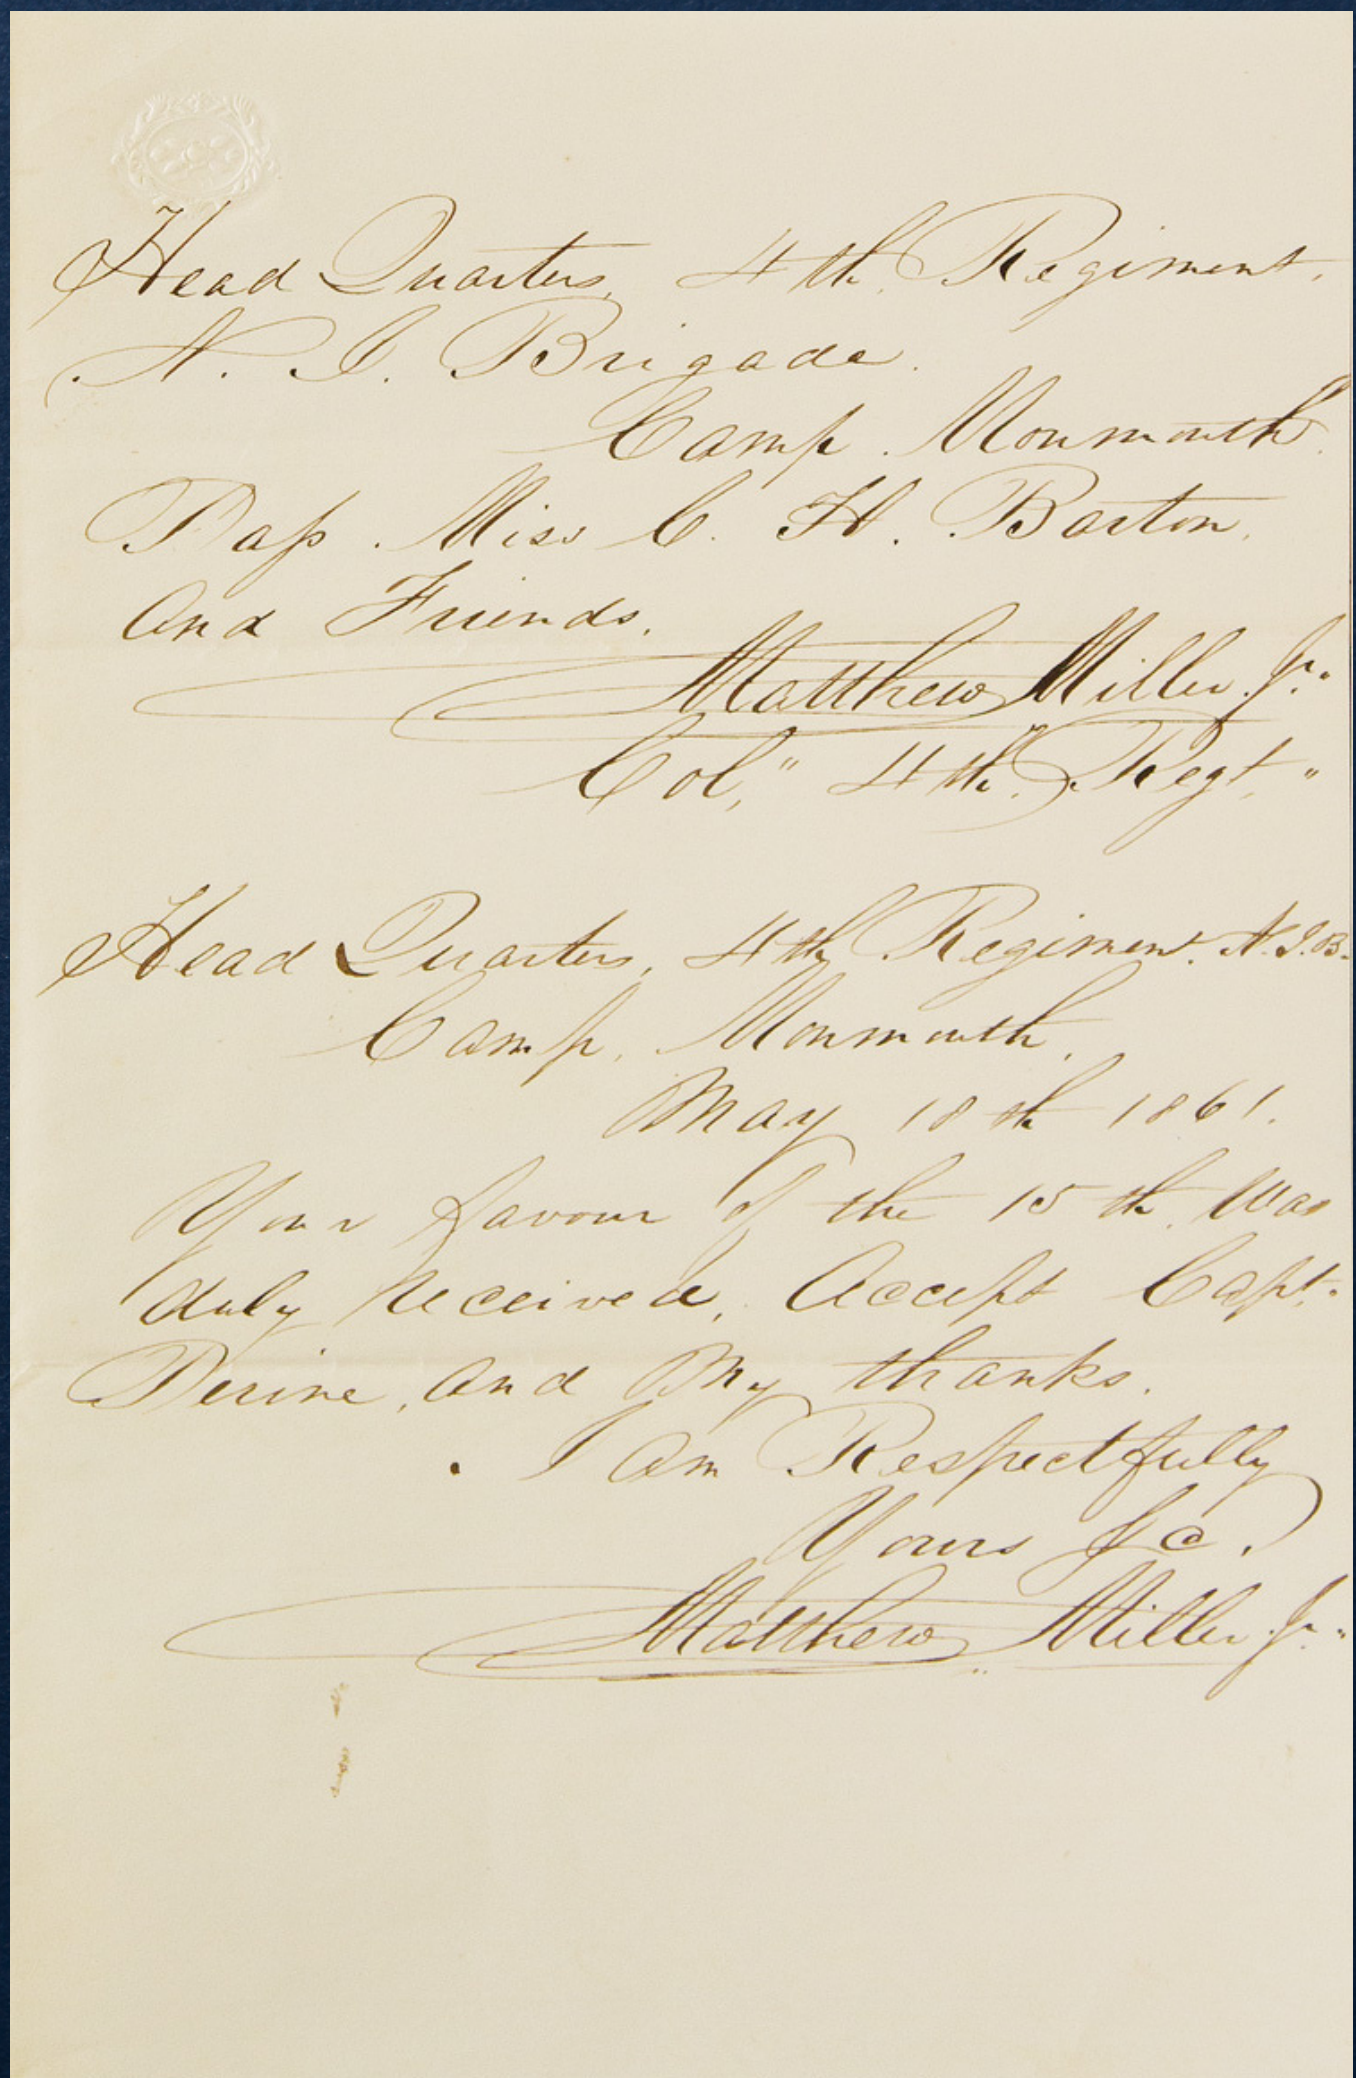 Head Quarters, 4th Regiment.
N. J. Brigade.
Camp Monmouth.
Pass Miss C. H. Barton.
And Friends.
Matthew Miller Jr.
Col," 4th. Regt."
Head Quarters, 4th Regiment. N. J. B.
Camp, Monmouth.
May 18th 1861.
Your favour of the 15th. Was
duly received. Accept Capt.
Perine, and My thanks.
I am Respectfully
Yours &c.
Matthew Miller Jr.